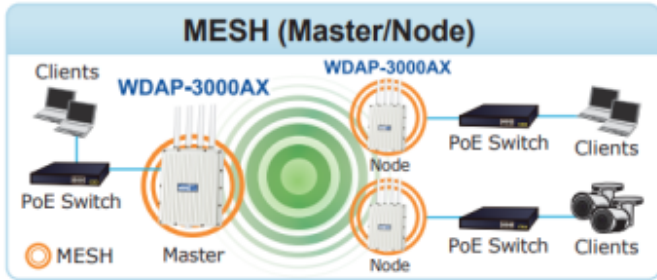 MESH (Master/Node)
Clients
WDAP-3000AX
WDAP-3000AX
PoE Switch
Master
MESH
Node
PoE Switch
Clients
Node
PoE Switch
Clients